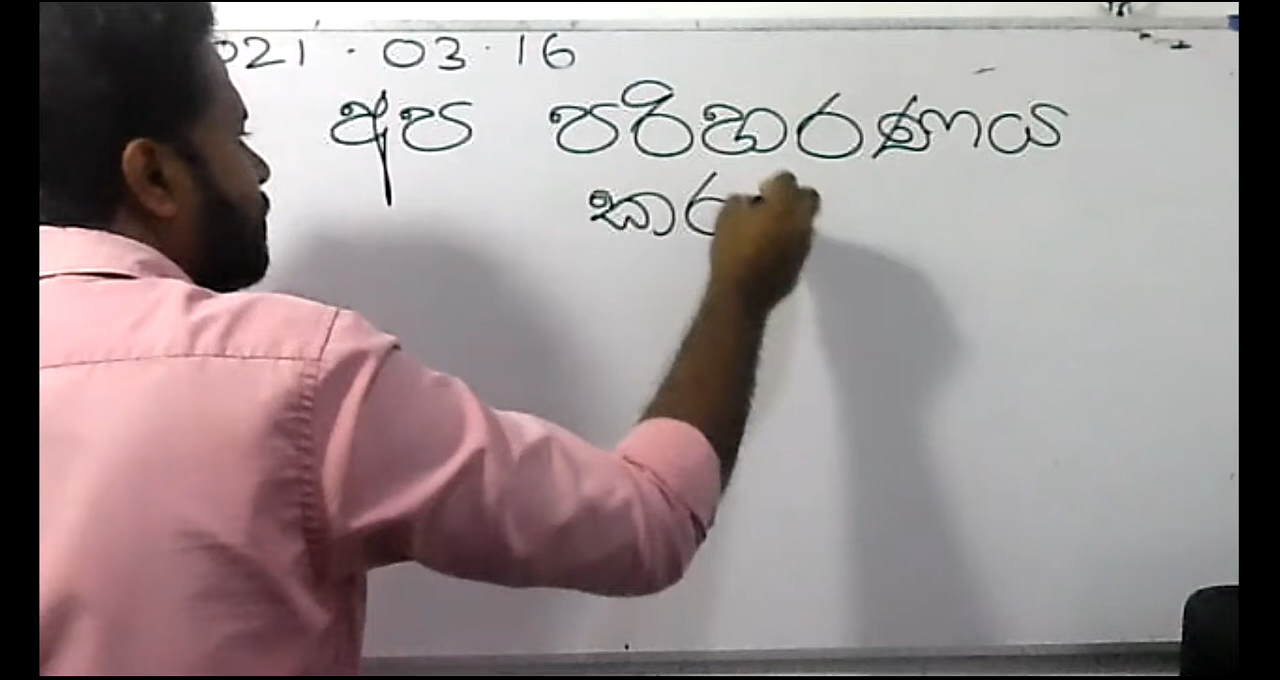 021 . 03 . 16
අප පරිහරණය
කර